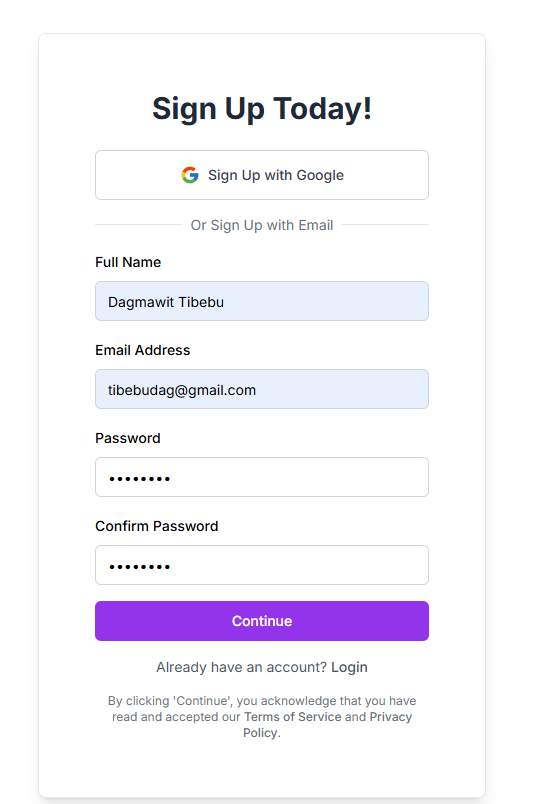 Sign Up Today!
Sign Up with Google
Or Sign Up with Email
Full Name
Dagmawit Tibebu
Email Address
tibebudag@gmail.com
Password
••••••••
Confirm Password
••••••••
Continue
Already have an account? Login
By clicking 'Continue', you acknowledge that you have
read and accepted our Terms of Service and Privacy
Policy.